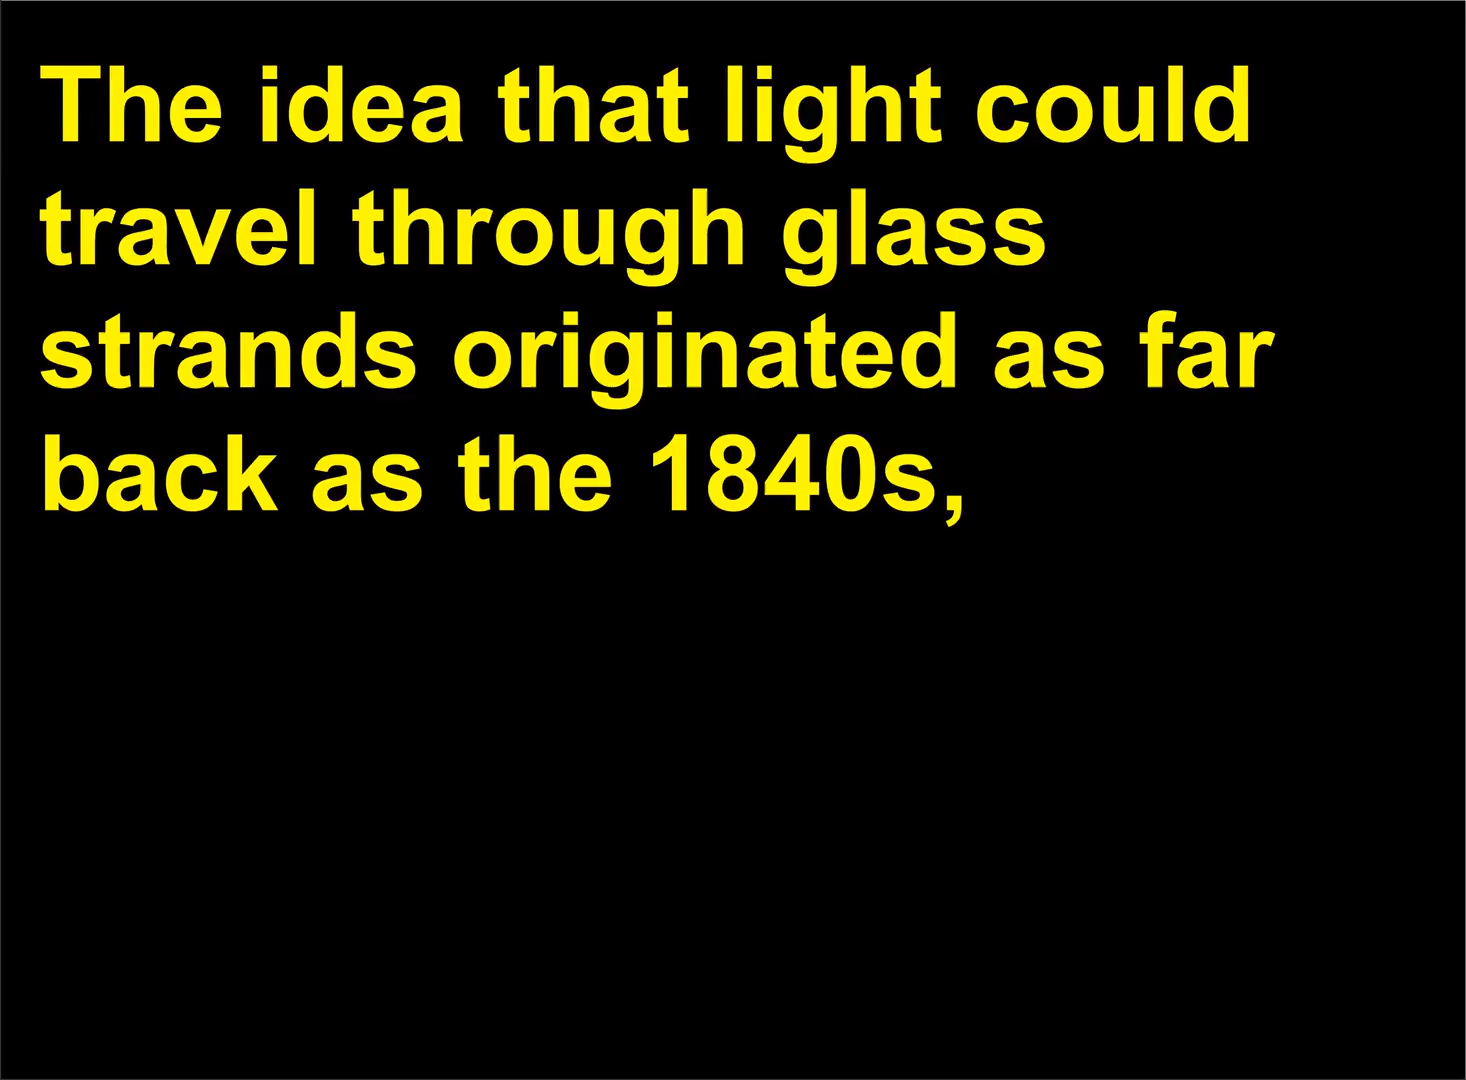 The idea that light could
travel through glass
strands originated as far
back as the 1840s,